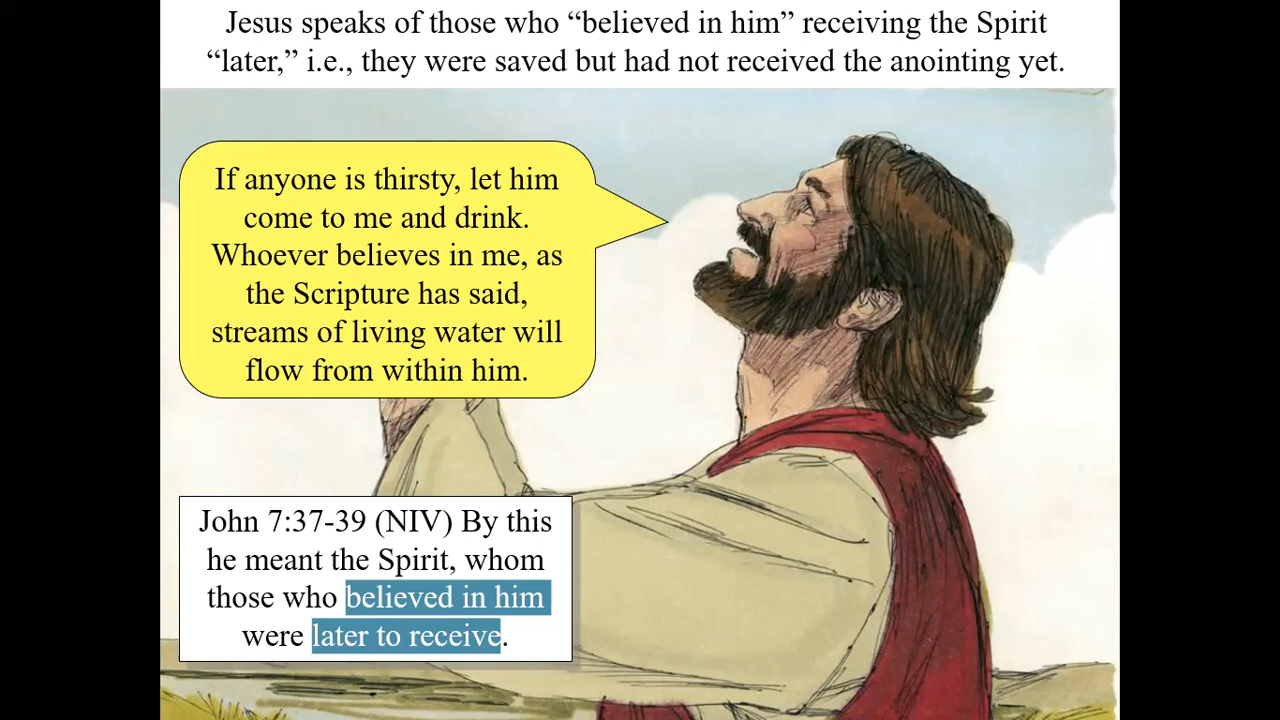 Jesus speaks of those who “believed in him” receiving the Spirit
“later,” i.e., they were saved but had not received the anointing yet.
If anyone is thirsty, let him
come to me and drink.
Whoever believes in me, as
the Scripture has said,
streams of living water will
flow from within him.
John 7:37-39 (NIV) By this
he meant the Spirit, whom
those who believed in him
were later to receive.